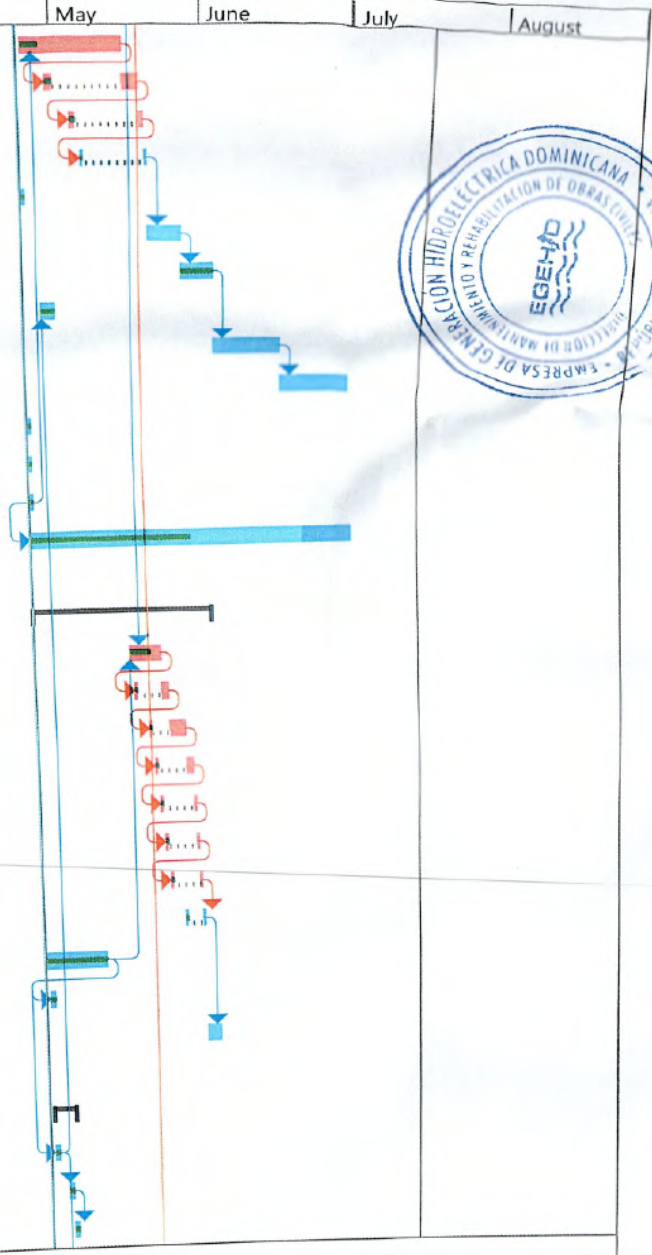 May
June
July
August
EMPRESA DE GENERACIÓN HIDROELÉCTRICA DOMINICANA •
DIRECCIÓN DE MANTENIMIENTO Y REHABILITACIÓN DE OBRAS CIVILES
EGEHID